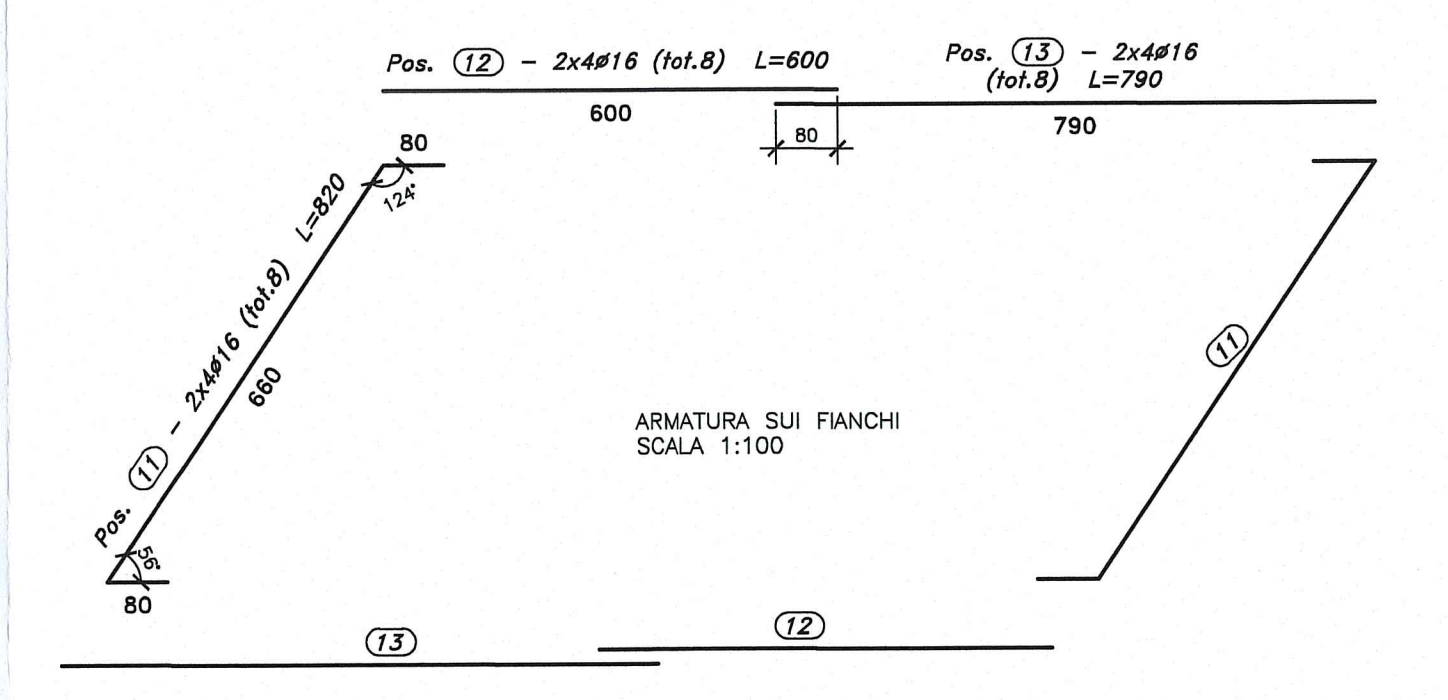 Pos. 12 - 2x4ø16 (tot.8) L=600
600
Pos. 13 - 2x4ø16
(tot.8) L=790
790
80
80
124°
Pos. 11 - 2x4ø16 (tot.8) L=820
660
56°
80
11
ARMATURA SUI FIANCHI
SCALA 1:100
13
12